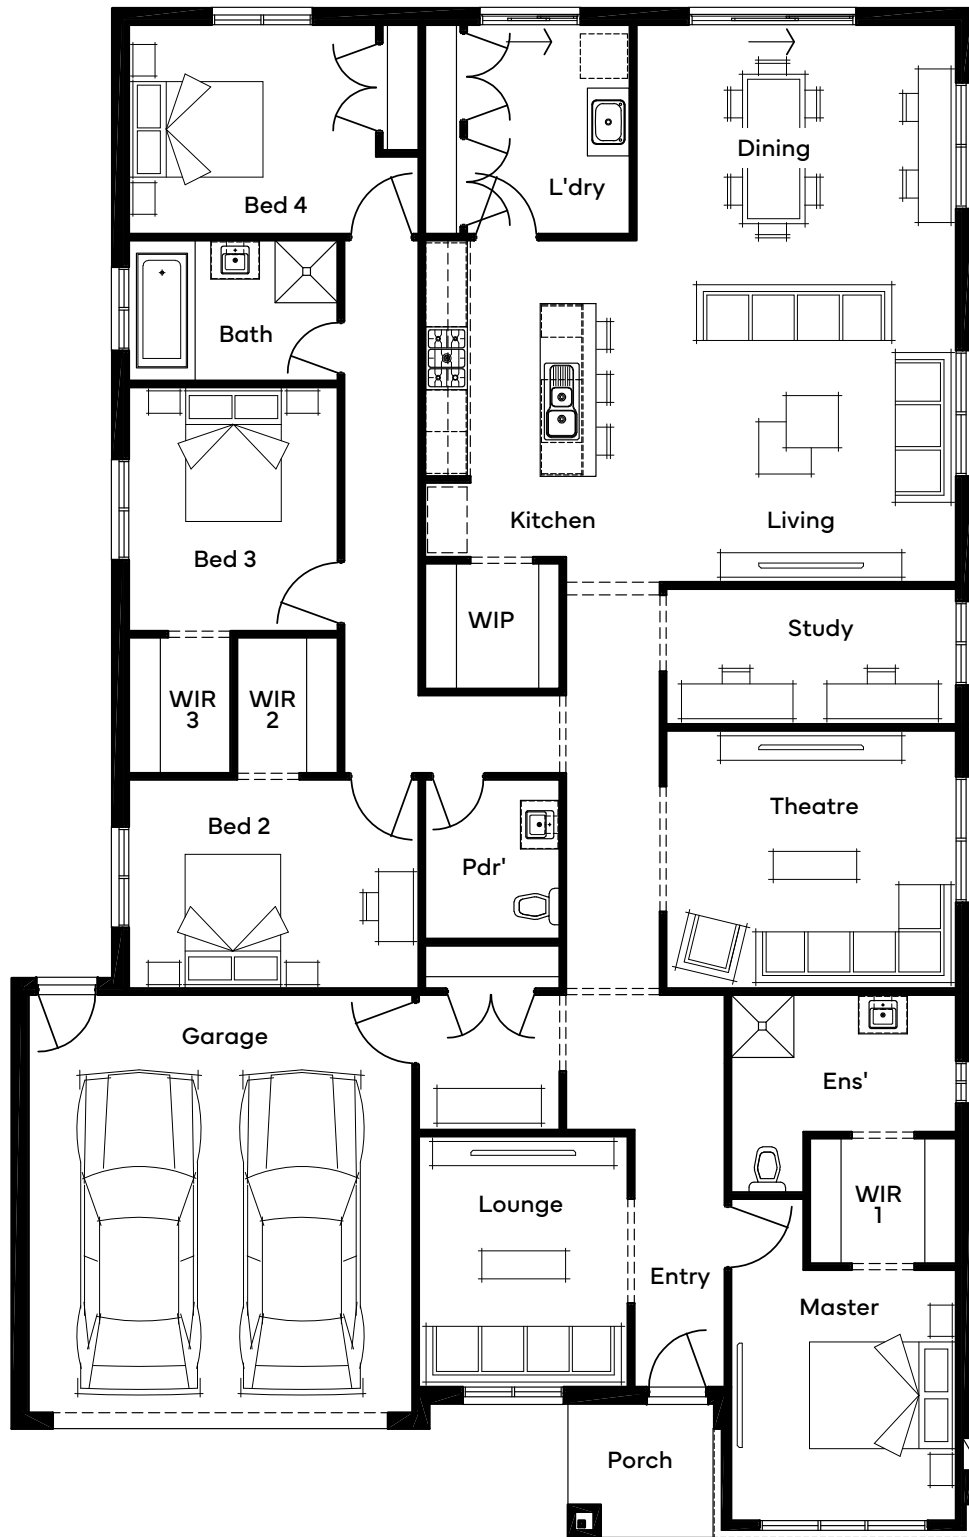 Dining
L'dry
Bed 4
Bath
Kitchen
Living
Bed 3
WIP
Study
WIR
3
WIR
2
Theatre
Bed 2
Pdr'
Garage
Ens'
Lounge
WIR
1
Entry
Master
Porch